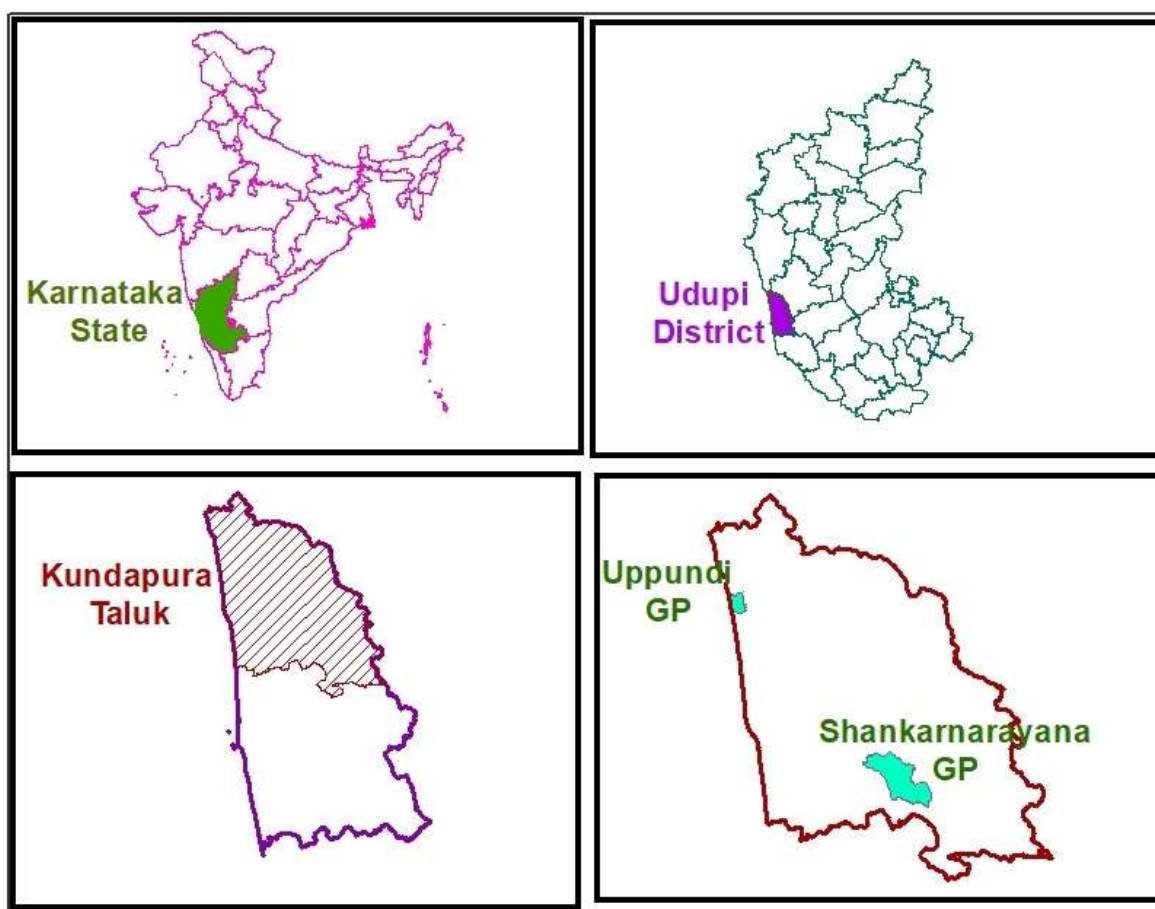 Karnataka
State
Udupi
District
Kundapura
Taluk
Uppundi
GP
Shankarnarayana
GP